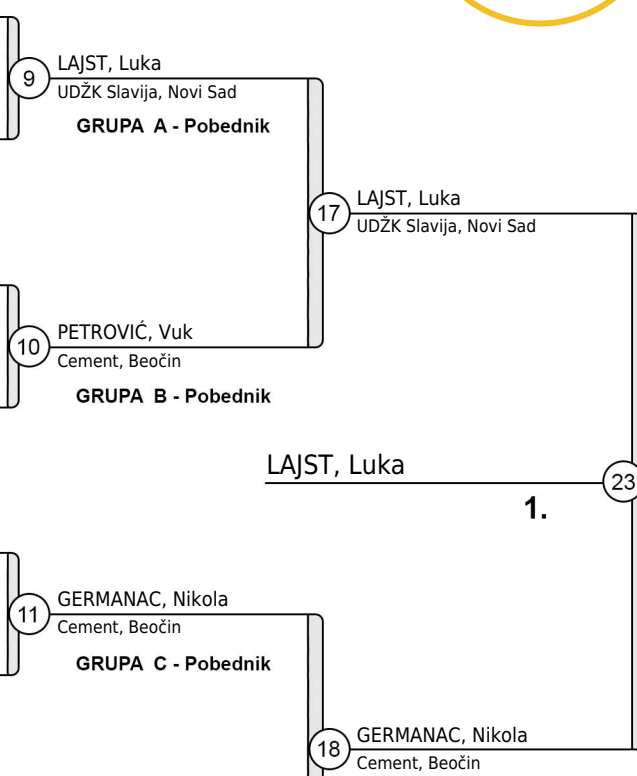 9
LAJST, Luka
UDŽK Slavija, Novi Sad
GRUPA A - Pobednik
17
LAJST, Luka
UDŽK Slavija, Novi Sad
10
PETROVIĆ, Vuk
Cement, Beočin
GRUPA B - Pobednik
LAJST, Luka
23
1.
11
GERMANAC, Nikola
Cement, Beočin
GRUPA C - Pobednik
18
GERMANAC, Nikola
Cement, Beočin